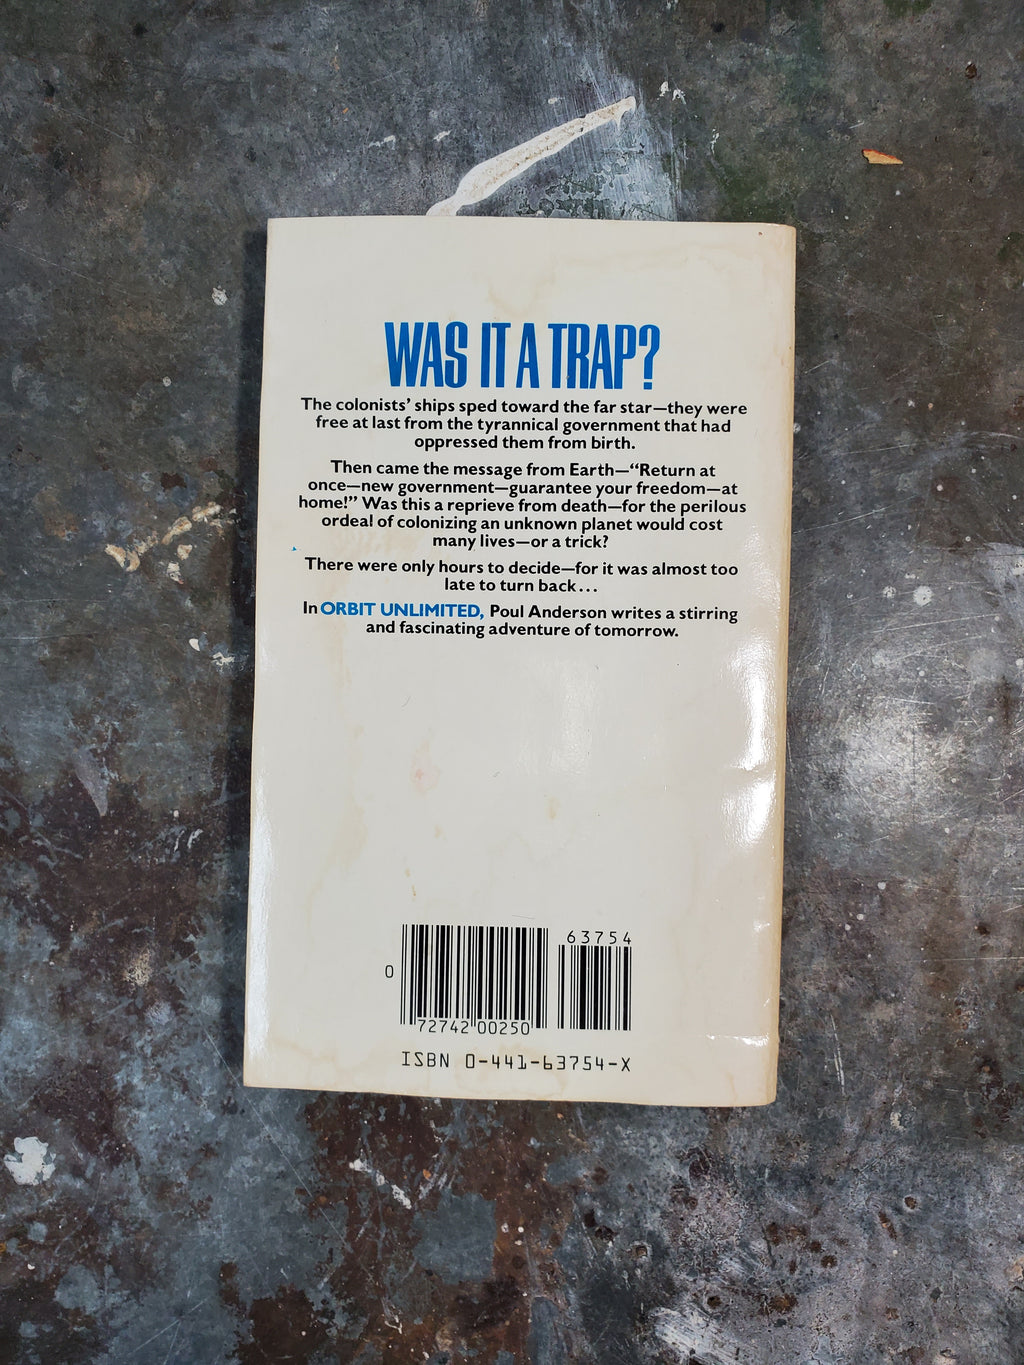 WAS IT A TRAP?
The colonists' ships sped toward the far star—they were
free at last from the tyrannical government that had
oppressed them from birth.
Then came the message from Earth—“Return at
once—new government—guarantee your freedom—at
home!” Was this a reprieve from death—for the perilous
ordeal of colonizing an unknown planet would cost
many lives—or a trick?
There were only hours to decide—for it was almost too
late to turn back...
In ORBIT UNLIMITED, Poul Anderson writes a stirring
and fascinating adventure of tomorrow.
63754
0
72742 00250
ISBN 0-441-63754-X